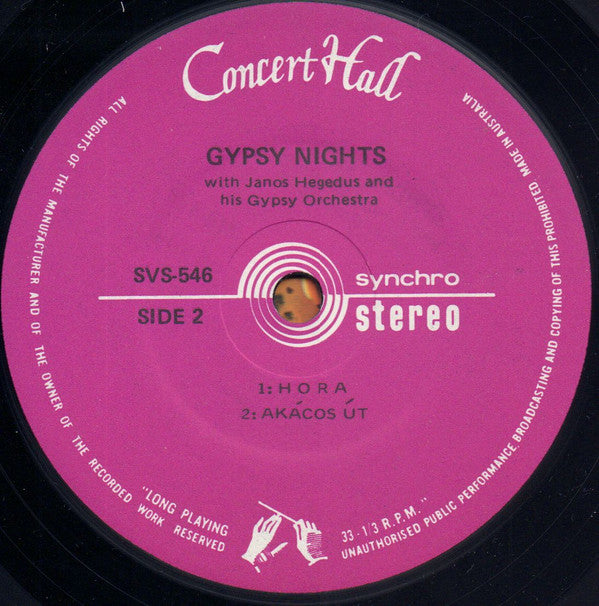 Concert Hall
GYPSY NIGHTS
with Janos Hegedus and
his Gypsy Orchestra
SVS-546
SIDE 2
synchro
stereo
1: HORA
2: AKÁCOS ÚT
ALL RIGHTS OF THE MANUFACTURER AND OF THE OWNER OF THE RECORDED WORK RESERVED
"LONG PLAYING
33-1/3 R.P.M."
UNAUTHORISED PUBLIC PERFORMANCE, BROADCASTING AND COPYING OF THIS PROHIBITED. MADE IN AUSTRALIA